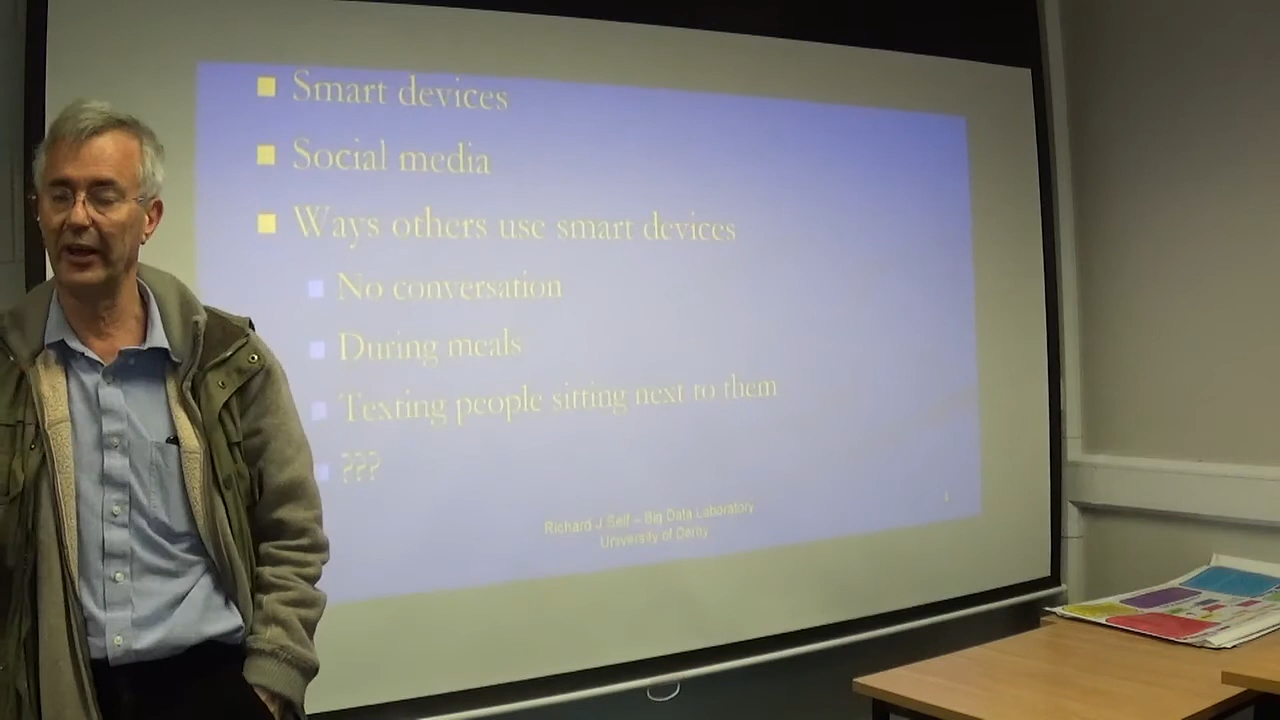 Smart devices
Social media
Ways others use smart devices
No conversation
During meals
Texting people sitting next to them
???
Richard J Self – Big Data Laboratory
University of Derby